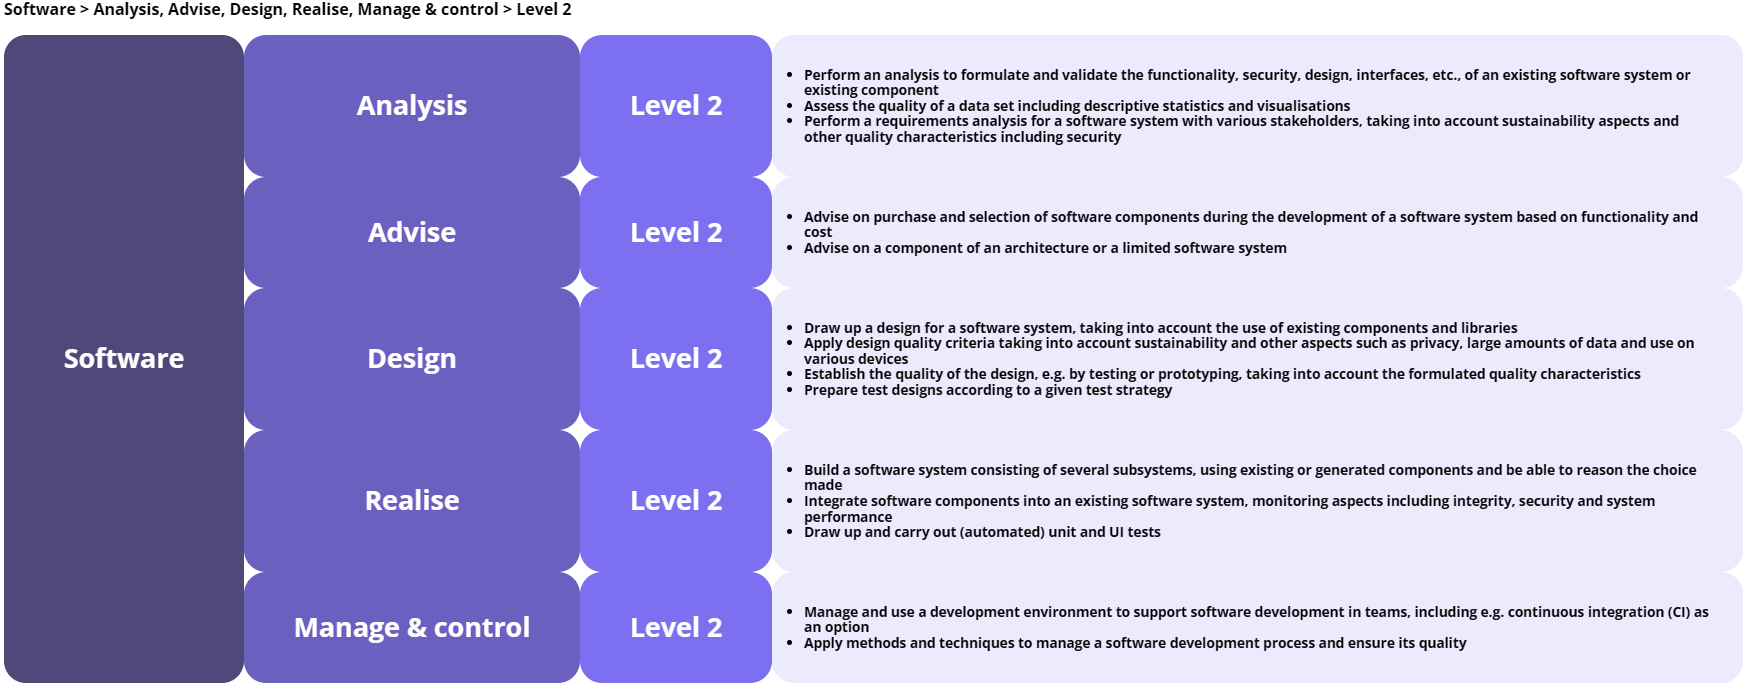 Software > Analysis, Advise, Design, Realise, Manage & control > Level 2
Software
Analysis
Level 2
• Perform an analysis to formulate and validate the functionality, security, design, interfaces, etc., of an existing software system or
existing component
• Assess the quality of a data set including descriptive statistics and visualisations
• Perform a requirements analysis for a software system with various stakeholders, taking into account sustainability aspects and
other quality characteristics including security
Advise
Level 2
• Advise on purchase and selection of software components during the development of a software system based on functionality and
cost
• Advise on a component of an architecture or a limited software system
Design
Level 2
• Draw up a design for a software system, taking into account the use of existing components and libraries
• Apply design quality criteria taking into account sustainability and other aspects such as privacy, large amounts of data and use on
various devices
• Establish the quality of the design, e.g. by testing or prototyping, taking into account the formulated quality characteristics
• Prepare test designs according to a given test strategy
Realise
Level 2
• Build a software system consisting of several subsystems, using existing or generated components and be able to reason the choice
made
• Integrate software components into an existing software system, monitoring aspects including integrity, security and system
performance
• Draw up and carry out (automated) unit and UI tests
Manage & control
Level 2
• Manage and use a development environment to support software development in teams, including e.g. continuous integration (CI) as
an option
• Apply methods and techniques to manage a software development process and ensure its quality